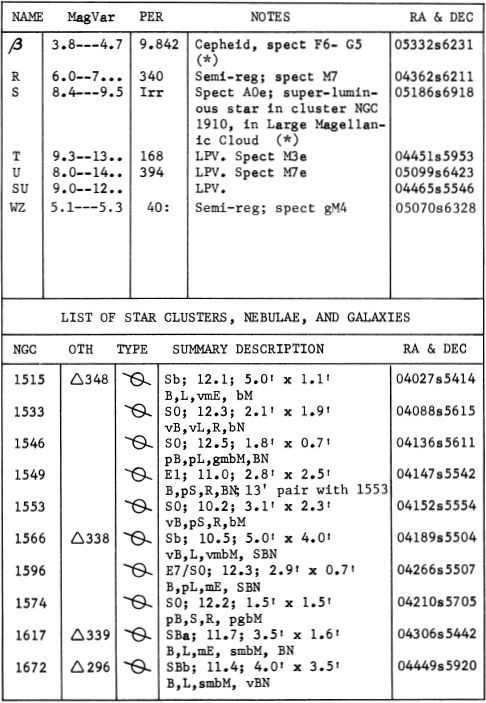 NAME MagVar PER NOTES RA & DEC
β 3.8---4.7 9.842 Cepheid, spect F6- G5 05332s6231
(*)
R 6.0--7... 340 Semi-reg; spect M7 04362s6211
S 8.4---9.5 Irr Spect A0e; super-lumin- 05186s6918
ous star in cluster NGC
1910, in Large Magellan-
ic Cloud (*)
T 9.3--13.. 168 LPV. Spect M3e 04451s5953
U 8.0--14.. 394 LPV. Spect M7e 05099s6423
SU 9.0--12.. LPV. 04465s5546
WZ 5.1---5.3 40: Semi-reg; spect gM4 05070s6328
LIST OF STAR CLUSTERS, NEBULAE, AND GALAXIES
NGC OTH TYPE SUMMARY DESCRIPTION RA & DEC
1515 △348 Sb; 12.1; 5.0' x 1.1' 04027s5414
B,L,vmE, bM
1533 S0; 12.3; 2.1' x 1.9' 04088s5615
vB,vL,R,bN
1546 S0; 12.5; 1.8' x 0.7' 04136s5611
pB,pL,gmbM,BN
1549 E1; 11.0; 2.8' x 2.5' 04147s5542
B,pS,R,BN; 13' pair with 1553
1553 S0; 10.2; 3.1' x 2.3' 04152s5554
vB,pS,R,bM
1566 △338 Sb; 10.5; 5.0' x 4.0' 04189s5504
vB,L,vmbM, SBN
1596 E7/S0; 12.3; 2.9' x 0.7' 04266s5507
B,pL,mE, SBN
1574 S0; 12.2; 1.5' x 1.5' 04210s5705
pB,S,R, pgbM
1617 △339 SBa; 11.7; 3.5' x 1.6' 04306s5442
B,L,mE, smbM, BN
1672 △296 SBb; 11.4; 4.0' x 3.5' 04449s5920
B,L,smbM, vBN